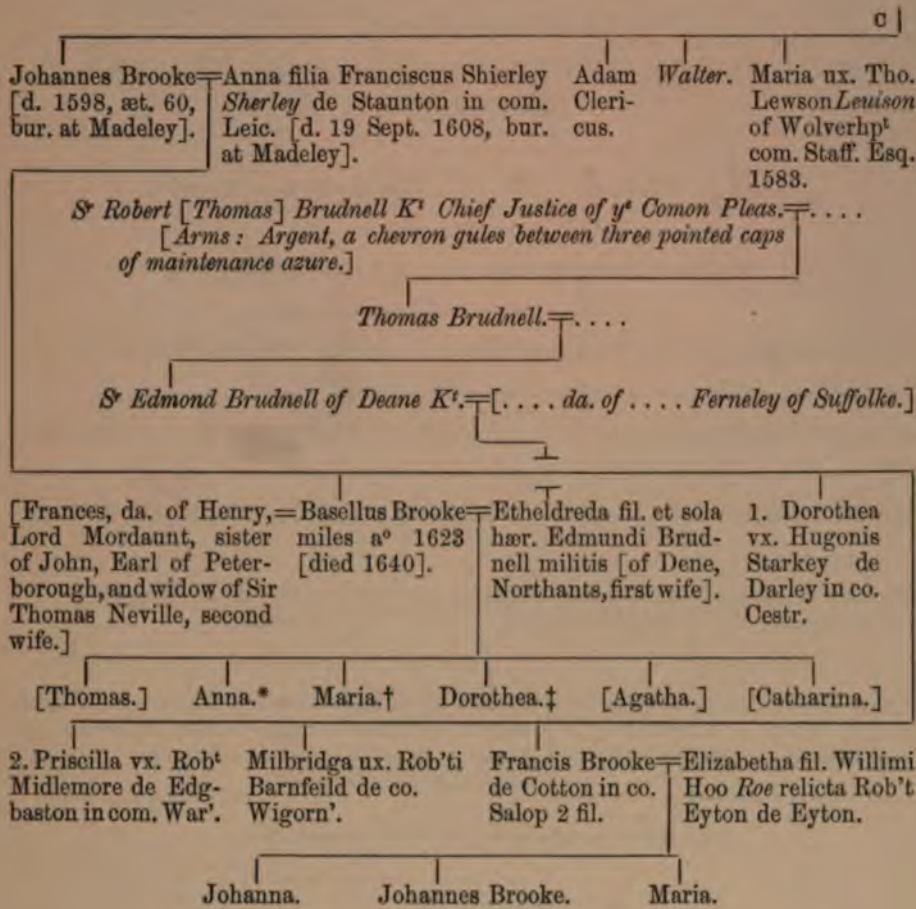 c |
Johannes Brooke=Anna filia Franciscus Shierley
[d. 1598, æt. 60,
bur. at Madeley].
Sherley de Staunton in com.
Leic. [d. 19 Sept. 1608, bur.
at Madeley].
Adam
Cleri-
cus.
Walter.
Maria ux. Tho.
Lewson Leuison
of Wolverhpᵗ
com. Staff. Esq.
1583.
Sʳ Robert [Thomas] Brudnell Kᵗ Chief Justice of yᵉ Comon Pleas.=. . . .
[Arms: Argent, a chevron gules between three pointed caps
of maintenance azure.]
Thomas Brudnell.=. . . .
Sʳ Edmond Brudnell of Deane Kᵗ.=[. . . . da. of . . . . Ferneley of Suffolke.]
[Frances, da. of Henry,=
Lord Mordaunt, sister
of John, Earl of Peter-
borough, and widow of Sir
Thomas Neville, second
wife.]
Basellus Brooke=
miles aᵒ 1623
[died 1640].
Etheldreda fil. et sola
hær. Edmundi Brud-
nell militis [of Dene,
Northants, first wife].
1. Dorothea
vx. Hugonis
Starkey de
Darley in co.
Cestr.
[Thomas.] Anna.* Maria.† Dorothea.‡ [Agatha.] [Catharina.]
2. Priscilla vx. Robᵗ
Midlemore de Edg-
baston in com. War'.
Milbridga ux. Rob'ti
Barnfeild de co.
Wigorn'.
Francis Brooke=
de Cotton in co.
Salop 2 fil.
Elizabetha fil. Willimi
Hoo Roe relicta Rob't
Eyton de Eyton.
Johanna. Johannes Brooke. Maria.